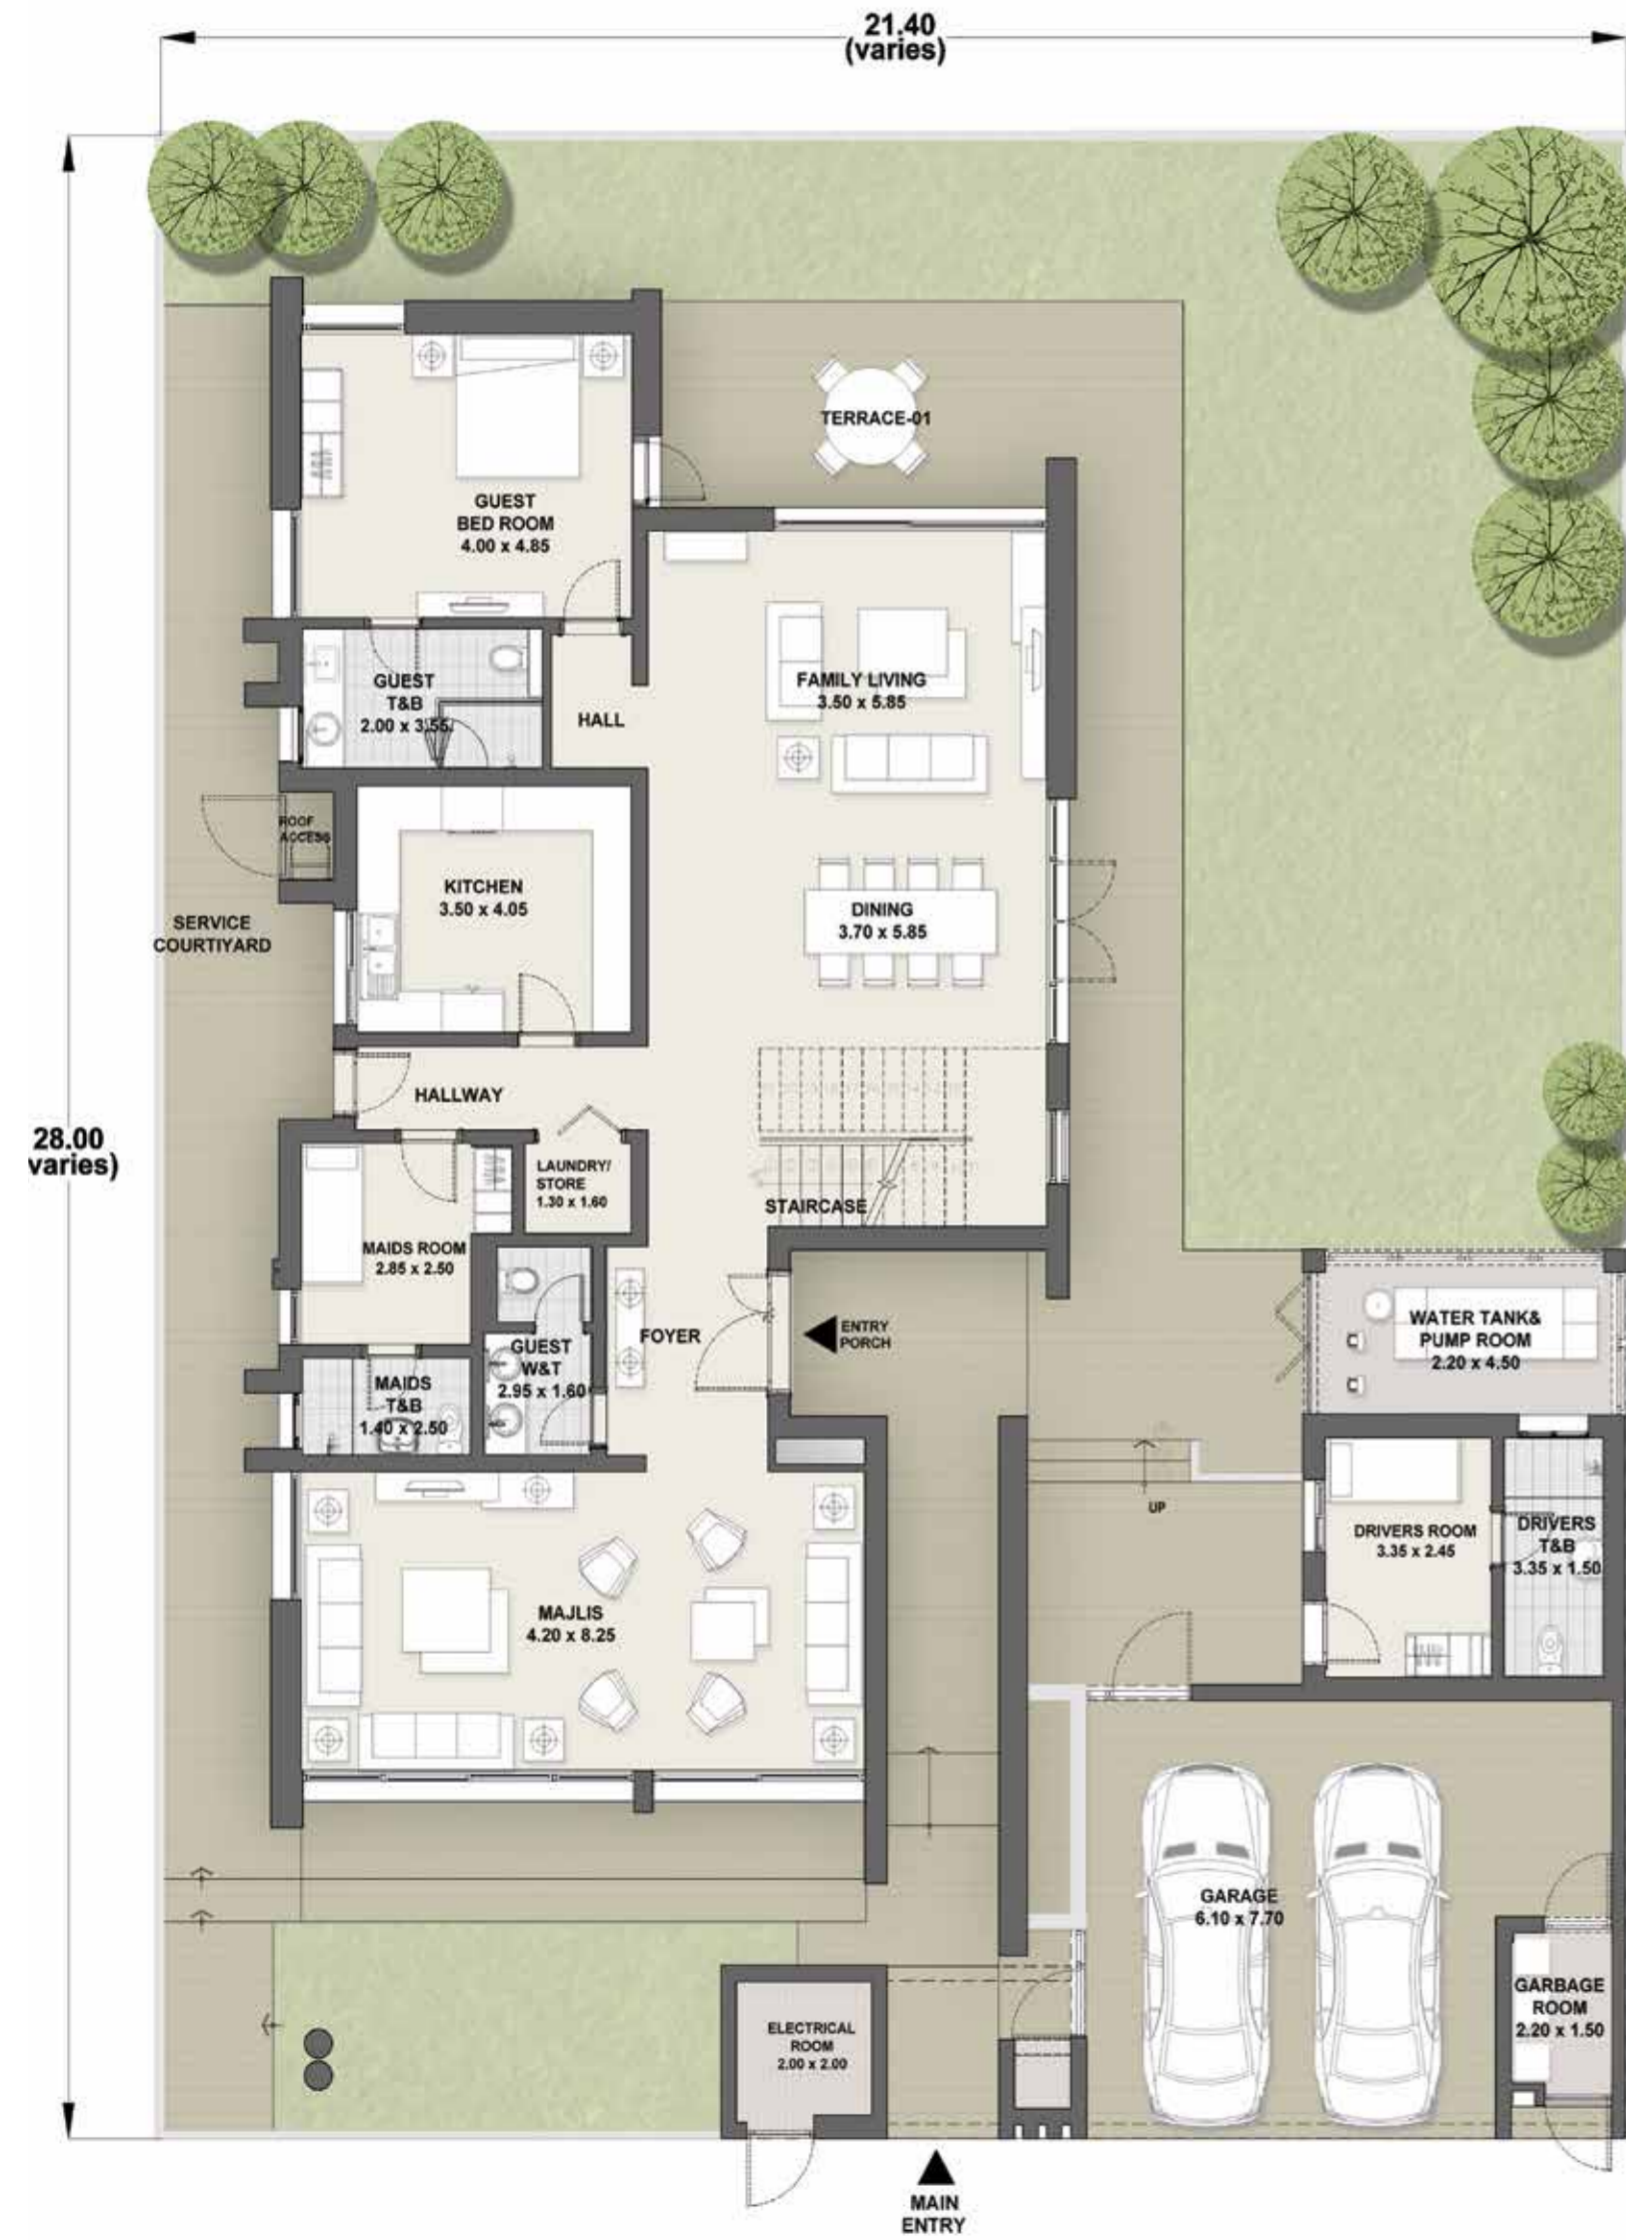 21.40
(varies)
28.00
varies)
TERRACE-01
GUEST
BED ROOM
4.00 x 4.85
GUEST
T&B
2.00 x 3.55
HALL
FAMILY LIVING
3.50 x 5.85
ROOF
ACCESS
KITCHEN
3.50 x 4.05
SERVICE
COURTIYARD
DINING
3.70 x 5.85
HALLWAY
LAUNDRY/
STORE
1.30 x 1.60
STAIRCASE
MAIDS ROOM
2.85 x 2.50
GUEST
W&T
2.95 x 1.60
FOYER
ENTRY
PORCH
WATER TANK&
PUMP ROOM
2.20 x 4.50
MAIDS
T&B
1.40 x 2.50
UP
DRIVERS ROOM
3.35 x 2.45
DRIVERS
T&B
3.35 x 1.50
MAJLIS
4.20 x 8.25
GARAGE
6.10 x 7.70
GARBAGE
ROOM
2.20 x 1.50
ELECTRICAL
ROOM
2.00 x 2.00
MAIN
ENTRY